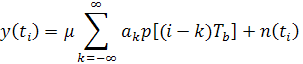 y(t_i) = μ ∑_{k=-∞}^{∞} a_k p[(i − k)T_b] + n(t_i)